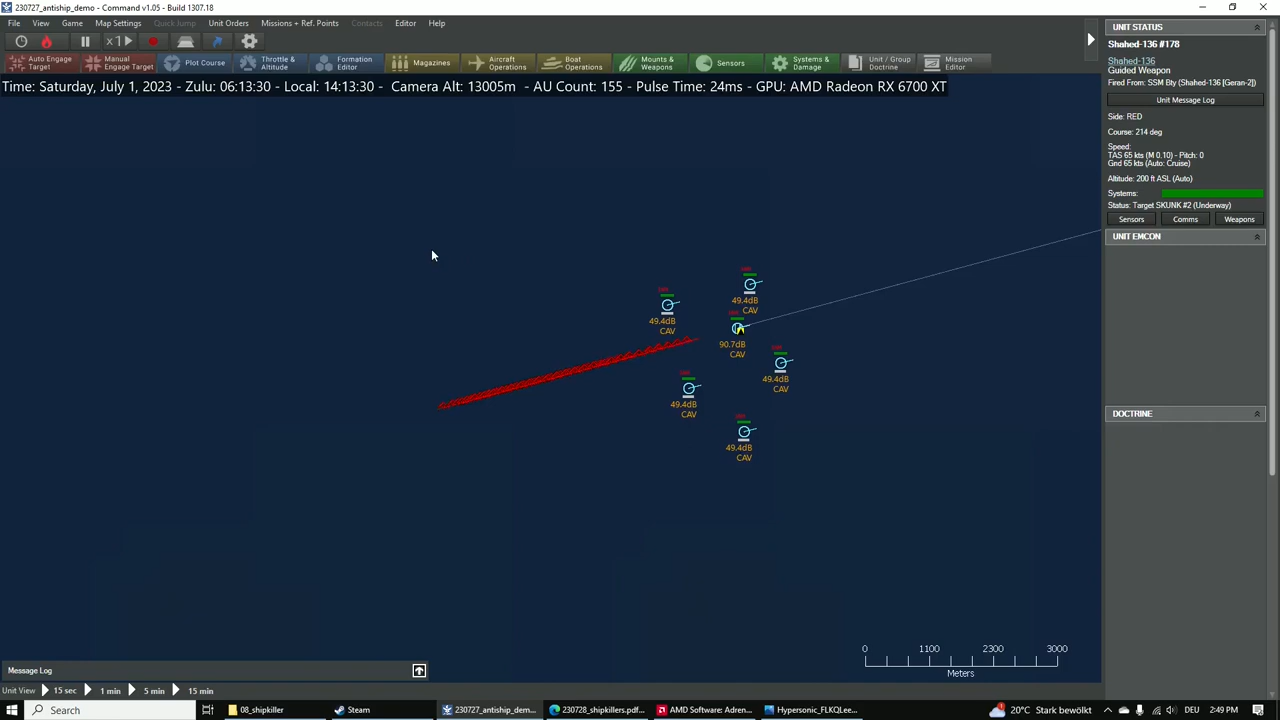 230727_antiship_demo - Command v1.05 - Build 1307.18
File View Game Map Settings Quick Jump Unit Orders Missions + Ref. Points Contacts Editor Help
x1
Auto Engage Target
Manual Engage Target
Plot Course
Throttle & Altitude
Formation Editor
Magazines
Aircraft Operations
Boat Operations
Mounts & Weapons
Sensors
Systems & Damage
Unit / Group Doctrine
Mission Editor
Time: Saturday, July 1, 2023 - Zulu: 06:13:30 - Local: 14:13:30 - Camera Alt: 13005m - AU Count: 155 - Pulse Time: 24ms - GPU: AMD Radeon RX 6700 XT
49.4dB
CAV
49.4dB
CAV
90.7dB
CAV
49.4dB
CAV
49.4dB
CAV
49.4dB
CAV
0 1100 2300 3000
Meters
UNIT STATUS
Shahed-136 #178
Shahed-136
Guided Weapon
Fired From: SSM Bty (Shahed-136 [Geran-2])
Unit Message Log
Side: RED
Course: 214 deg
Speed:
TAS 65 kts (M 0.10) - Pitch: 0
Gnd 65 kts (Auto: Cruise)
Altitude: 200 ft ASL (Auto)
Systems:
Status: Target SKUNK #2 (Underway)
Sensors Comms Weapons
UNIT EMCON
DOCTRINE
Message Log
Unit View 15 sec 1 min 5 min 15 min
Search
08_shipkiller
Steam
230727_antiship_dem...
230728_shipkillers.pdf...
AMD Software: Adren...
Hypersonic_FLKQLee...
20°C Stark bewölkt
DEU
2:49 PM